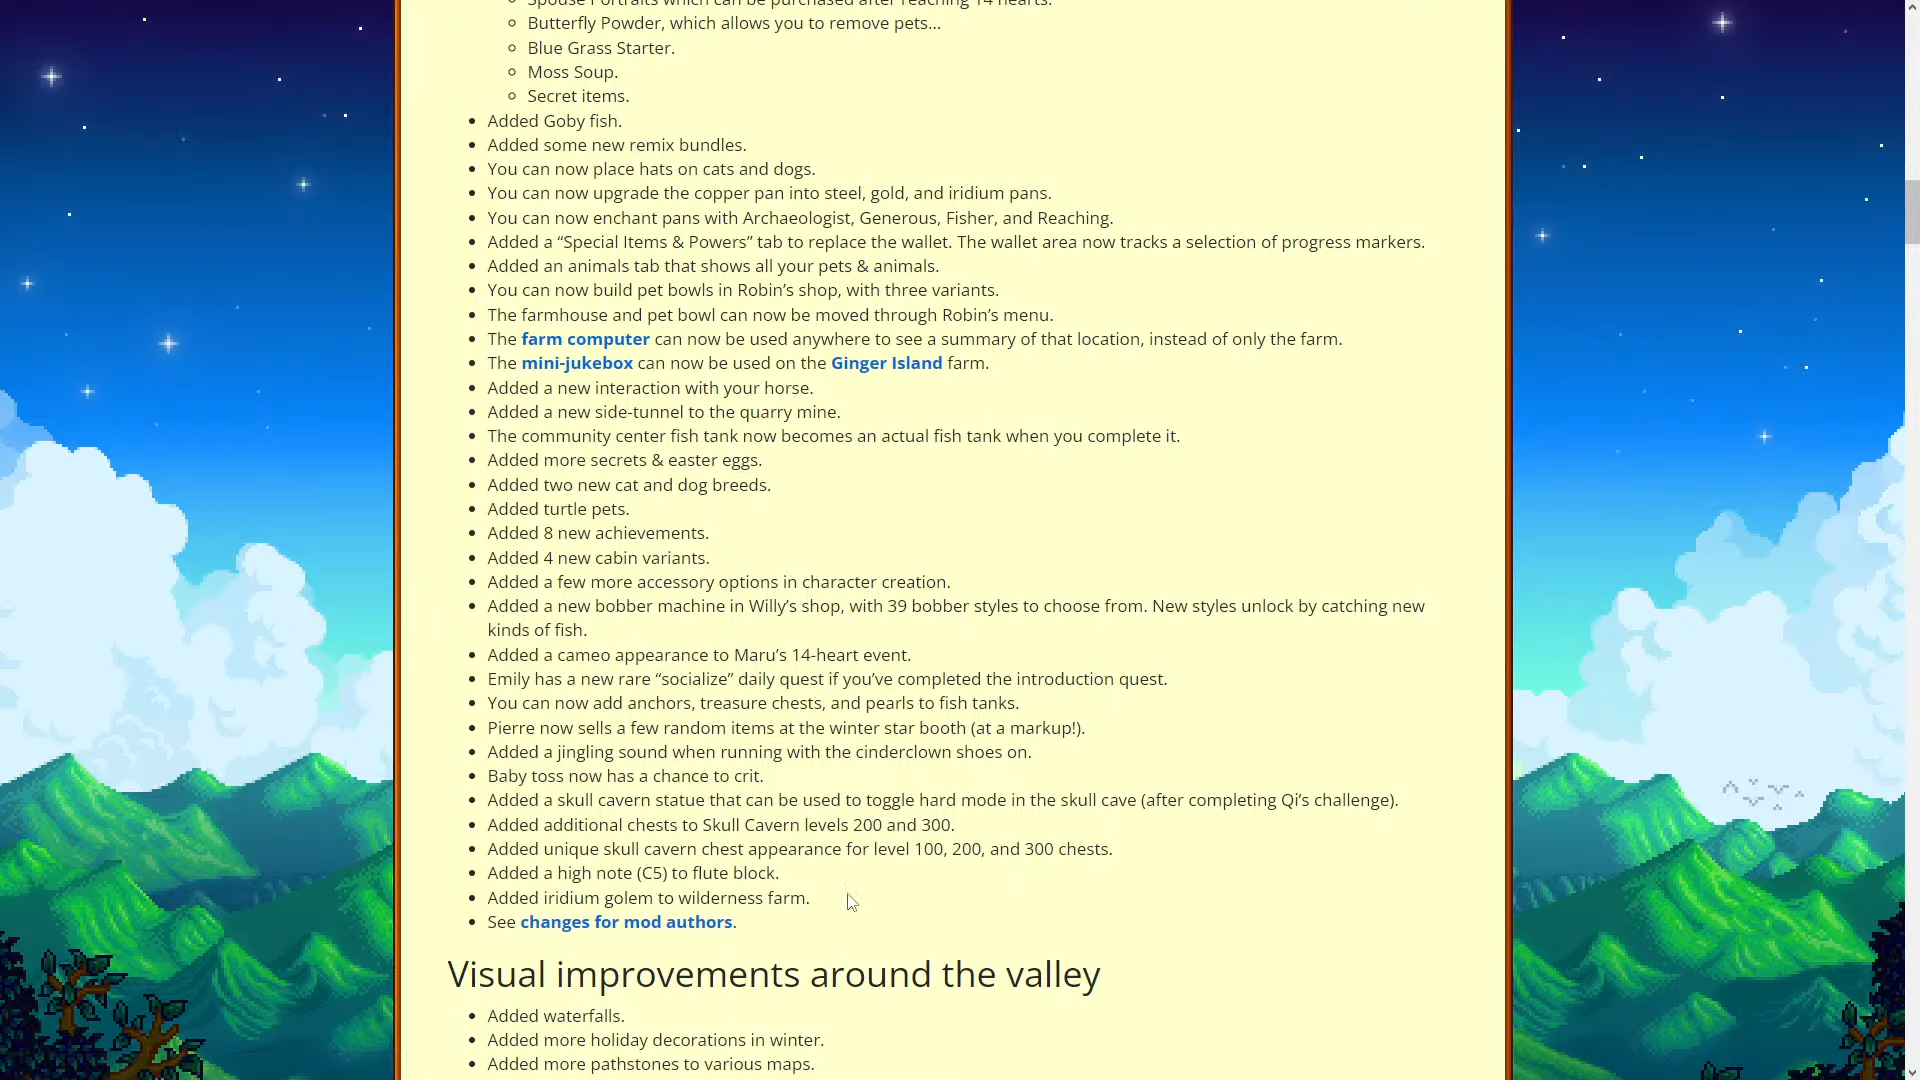 Spouse Portraits which can be purchased after reaching 14 hearts.
Butterfly Powder, which allows you to remove pets...
Blue Grass Starter.
Moss Soup.
Secret items.
Added Goby fish.
Added some new remix bundles.
You can now place hats on cats and dogs.
You can now upgrade the copper pan into steel, gold, and iridium pans.
You can now enchant pans with Archaeologist, Generous, Fisher, and Reaching.
Added a “Special Items & Powers” tab to replace the wallet. The wallet area now tracks a selection of progress markers.
Added an animals tab that shows all your pets & animals.
You can now build pet bowls in Robin’s shop, with three variants.
The farmhouse and pet bowl can now be moved through Robin’s menu.
The farm computer can now be used anywhere to see a summary of that location, instead of only the farm.
The mini-jukebox can now be used on the Ginger Island farm.
Added a new interaction with your horse.
Added a new side-tunnel to the quarry mine.
The community center fish tank now becomes an actual fish tank when you complete it.
Added more secrets & easter eggs.
Added two new cat and dog breeds.
Added turtle pets.
Added 8 new achievements.
Added 4 new cabin variants.
Added a few more accessory options in character creation.
Added a new bobber machine in Willy’s shop, with 39 bobber styles to choose from. New styles unlock by catching new
kinds of fish.
Added a cameo appearance to Maru’s 14-heart event.
Emily has a new rare “socialize” daily quest if you’ve completed the introduction quest.
You can now add anchors, treasure chests, and pearls to fish tanks.
Pierre now sells a few random items at the winter star booth (at a markup!).
Added a jingling sound when running with the cinderclown shoes on.
Baby toss now has a chance to crit.
Added a skull cavern statue that can be used to toggle hard mode in the skull cave (after completing Qi’s challenge).
Added additional chests to Skull Cavern levels 200 and 300.
Added unique skull cavern chest appearance for level 100, 200, and 300 chests.
Added a high note (C5) to flute block.
Added iridium golem to wilderness farm.
See changes for mod authors.
Visual improvements around the valley
Added waterfalls.
Added more holiday decorations in winter.
Added more pathstones to various maps.